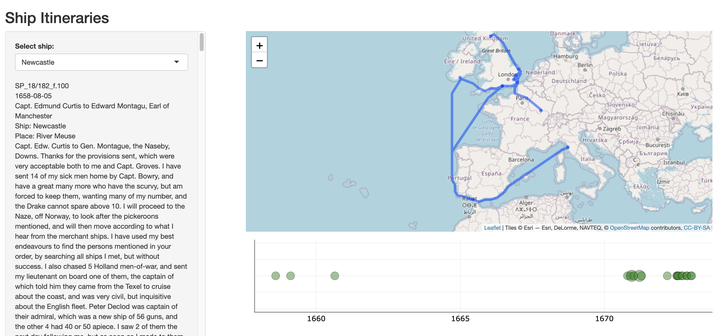 Ship Itineraries
Select ship:
Newcastle
SP_18/182_f.100
1658-08-05
Capt. Edmund Curtis to Edward Montagu, Earl of
Manchester
Ship: Newcastle
Place: River Meuse
Capt. Edw. Curtis to Gen. Montague, the Naseby,
Downs. Thanks for the provisions sent, which were
very acceptable both to me and Capt. Groves. I have
sent 14 of my sick men home by Capt. Bowry, and
have a great many more who have the scurvy, but am
forced to keep them, wanting many of my number, and
the Drake cannot spare above 10. I will proceed to the
Naze, off Norway, to look after the pickeroons
mentioned, and will then move according to what I
hear from the merchant ships. I have used my best
endeavours to find the persons mentioned in your
order, by searching all ships I met, but without
success. I also chased 5 Holland men-of-war, and sent
my lieutenant on board one of them, the captain of
which told him they came from the Texel to cruise
about the coast, and was very civil, but inquisitive
about the English fleet. Peter Declod was captain of
their admiral, which was a new ship of 56 guns, and
the other 4 had 40 or 50 apiece. I saw 2 of them the
+
−
United Kingdom
Great Britain
Éire / Ireland
London
Nederland
Danmark
Hamburg
Berlin
Deutschland
Lietuva
Беларусь
Polska
Česko
Slovensko
Україна
Paris
France
Magyarország
România
Zagreb
Hrvatska
București
България
Italia
Ελλάς
İstanbul
İzmir
Barcelona
España
Portugal
Alger
Tunis
Leaflet | Tiles © Esri — Esri, DeLorme, NAVTEQ, © OpenStreetMap contributors, CC-BY-SA
1660
1665
1670